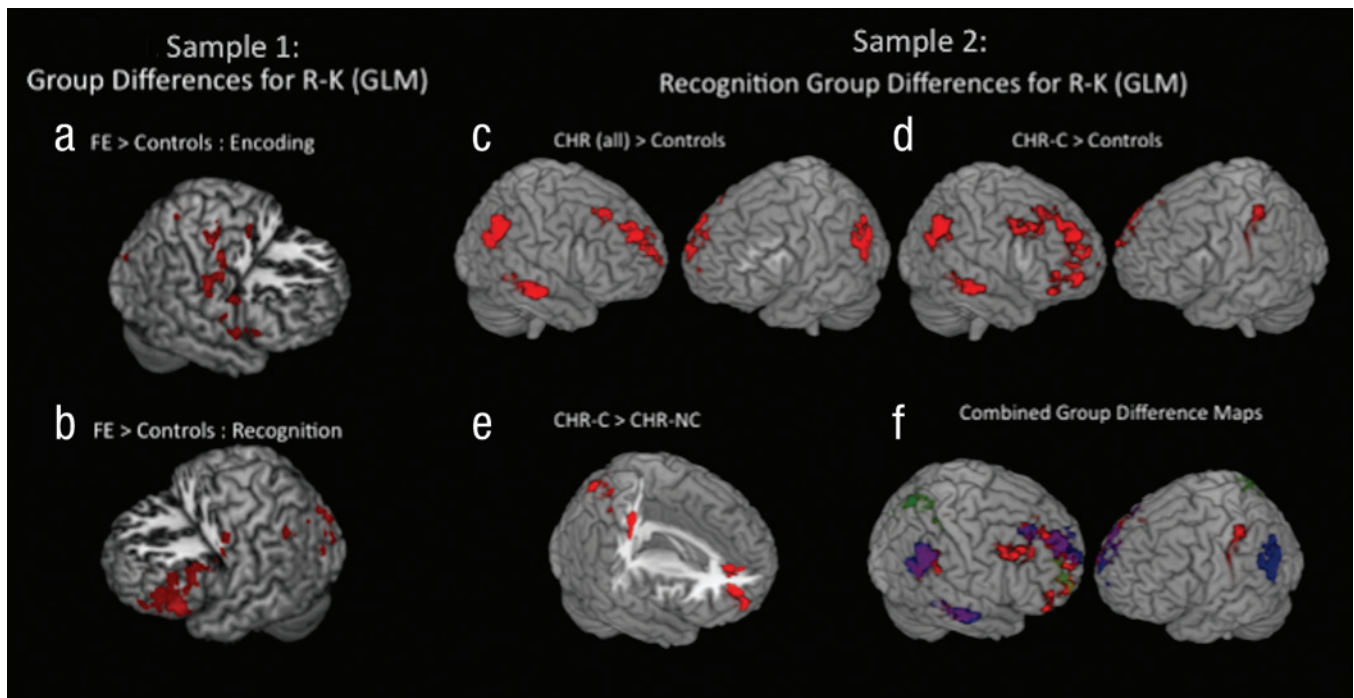 Sample 1:
Group Differences for R-K (GLM)
Sample 2:
Recognition Group Differences for R-K (GLM)
a FE > Controls : Encoding
c CHR (all) > Controls
d CHR-C > Controls
b FE > Controls : Recognition
e CHR-C > CHR-NC
f Combined Group Difference Maps